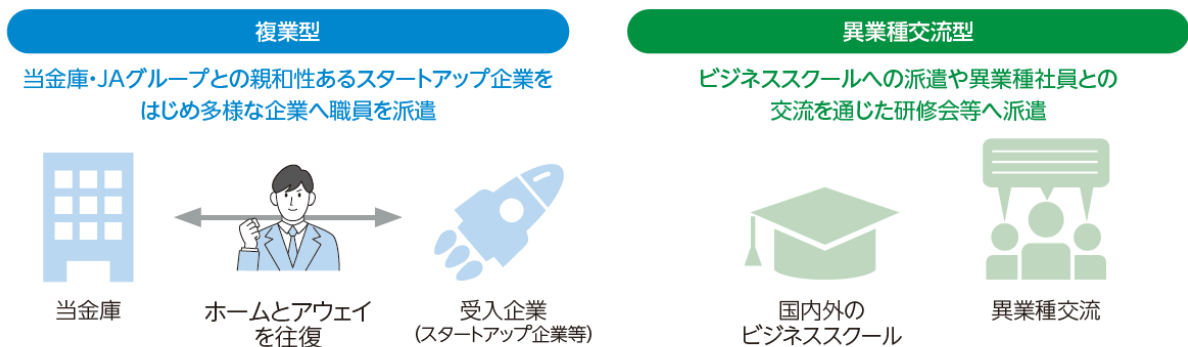 複業型
当金庫・JAグループとの親和性あるスタートアップ企業を
はじめ多様な企業へ職員を派遣
当金庫
ホームとアウェイ
を往復
受入企業
(スタートアップ企業等)
異業種交流型
ビジネススクールへの派遣や異業種社員との
交流を通じた研修会等へ派遣
国内外の
ビジネススクール
異業種交流